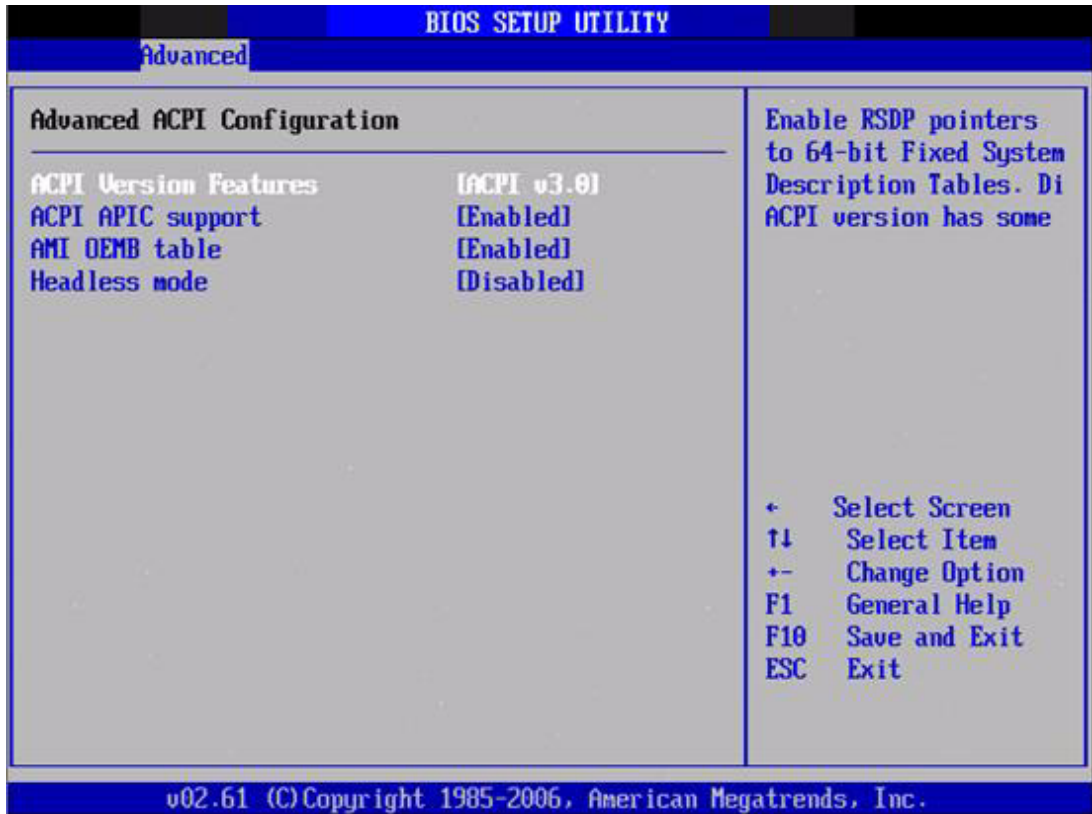 BIOS SETUP UTILITY
Advanced
Advanced ACPI Configuration
ACPI Version Features [ACPI v3.0]
ACPI APIC support [Enabled]
AMI OEMB table [Enabled]
Headless mode [Disabled]
Enable RSDP pointers
to 64-bit Fixed System
Description Tables. Di
ACPI version has some
← Select Screen
↑↓ Select Item
+- Change Option
F1 General Help
F10 Save and Exit
ESC Exit
v02.61 (C)Copyright 1985-2006, American Megatrends, Inc.